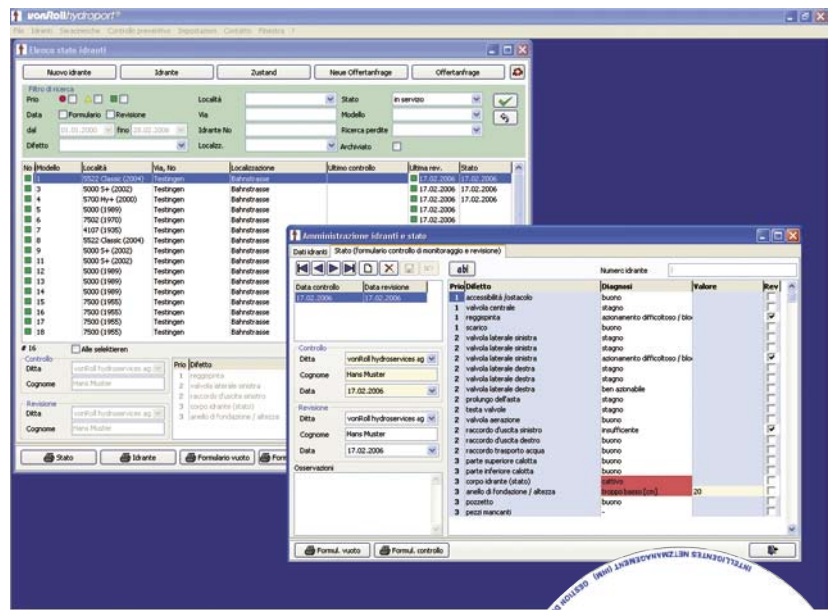 vonRoll hydroport®
File Idranti Saracinesche Controllo preventivo Impostazioni Contatto Finestra ?
Elenco stato idranti
Nuovo idrante Idrante Zustand Neue Offertanfrage Offertanfrage
Filtro di ricerca
Prio Località Stato in servizio
Data Formulario Revisione Via Modello
dal 01.01.2000 fino 28.02.2006 Idrante No Ricerca perdite
Difetto Localizz. Archiviato
No Modello Località Via, No Localizzazione Ultimo controllo Ultima rev. Stato
1 5522 Classic (2004) Testingen Bahnstrasse 17.02.2006 17.02.2006
3 5000 S+ (2002) Testingen Bahnstrasse 17.02.2006 17.02.2006
4 5700 Hy+ (2000) Testingen Bahnstrasse 17.02.2006 17.02.2006
5 5000 (1989) Testingen Bahnstrasse 17.02.2006
6 7502 (1970) Testingen Bahnstrasse 17.02.2006
7 4107 (1935) Testingen Bahnstrasse
8 5522 Classic (2004) Testingen Bahnstrasse
9 5000 S+ (2002) Testingen Bahnstrasse
11 5000 S+ (2002) Testingen Bahnstrasse
12 5000 (1989) Testingen Bahnstrasse
13 5000 (1989) Testingen Bahnstrasse
14 5000 (1989) Testingen Bahnstrasse
15 7500 (1955) Testingen Bahnstrasse
16 7500 (1955) Testingen Bahnstrasse
17 7500 (1955) Testingen Bahnstrasse
18 7500 (1955) Testingen Bahnstrasse
# 16 Alle selektieren
Controllo
Ditta vonRoll hydroservices ag
Cognome Hans Muster
Revisione
Ditta vonRoll hydroservices ag
Cognome Hans Muster
Prio Difetto
1 reggispinta
2 valvola laterale sinistra
2 raccordo d'uscita sinistro
3 corpo idrante (stato)
3 anello di fondazione / altezza
Stato Idrante Formulario vuoto
Amministrazione idranti e stato
Dati idranti Stato (formulario controllo di monitoraggio e revisione)
abl Numero idrante 1
Data controllo Data revisione
17.02.2006 17.02.2006
Controllo
Ditta vonRoll hydroservices ag
Cognome Hans Muster
Data 17.02.2006
Revisione
Ditta vonRoll hydroservices ag
Cognome Hans Muster
Data 17.02.2006
Osservazioni
Prio Difetto Diagnosi Valore Rev
1 accessibilità /ostacolo buono
1 valvola centrale stagno
1 reggispinta azionamento difficoltoso / bloc
1 scarico buono
2 valvola laterale sinistra stagno
2 valvola laterale sinistra stagno
2 valvola laterale sinistra azionamento difficoltoso / bloc
2 valvola laterale destra stagno
2 valvola laterale destra stagno
2 valvola laterale destra ben azionabile
2 prolungo dell'asta stagno
2 testa valvole stagno
2 valvola aerazione buono
2 raccordo d'uscita sinistro insufficiente
2 raccordo d'uscita destro buono
2 raccordo trasporto acqua buono
3 parte superiore calotta buono
3 parte inferiore calotta buono
3 corpo idrante (stato) cattivo
3 anello di fondazione / altezza troppo basso [cm] 20
3 pozzetto buono
3 pezzi mancanti -
Formul. vuoto Formul. controllo
INTELLIGENTES NETZMANAGEMENT (INM)
GESTION